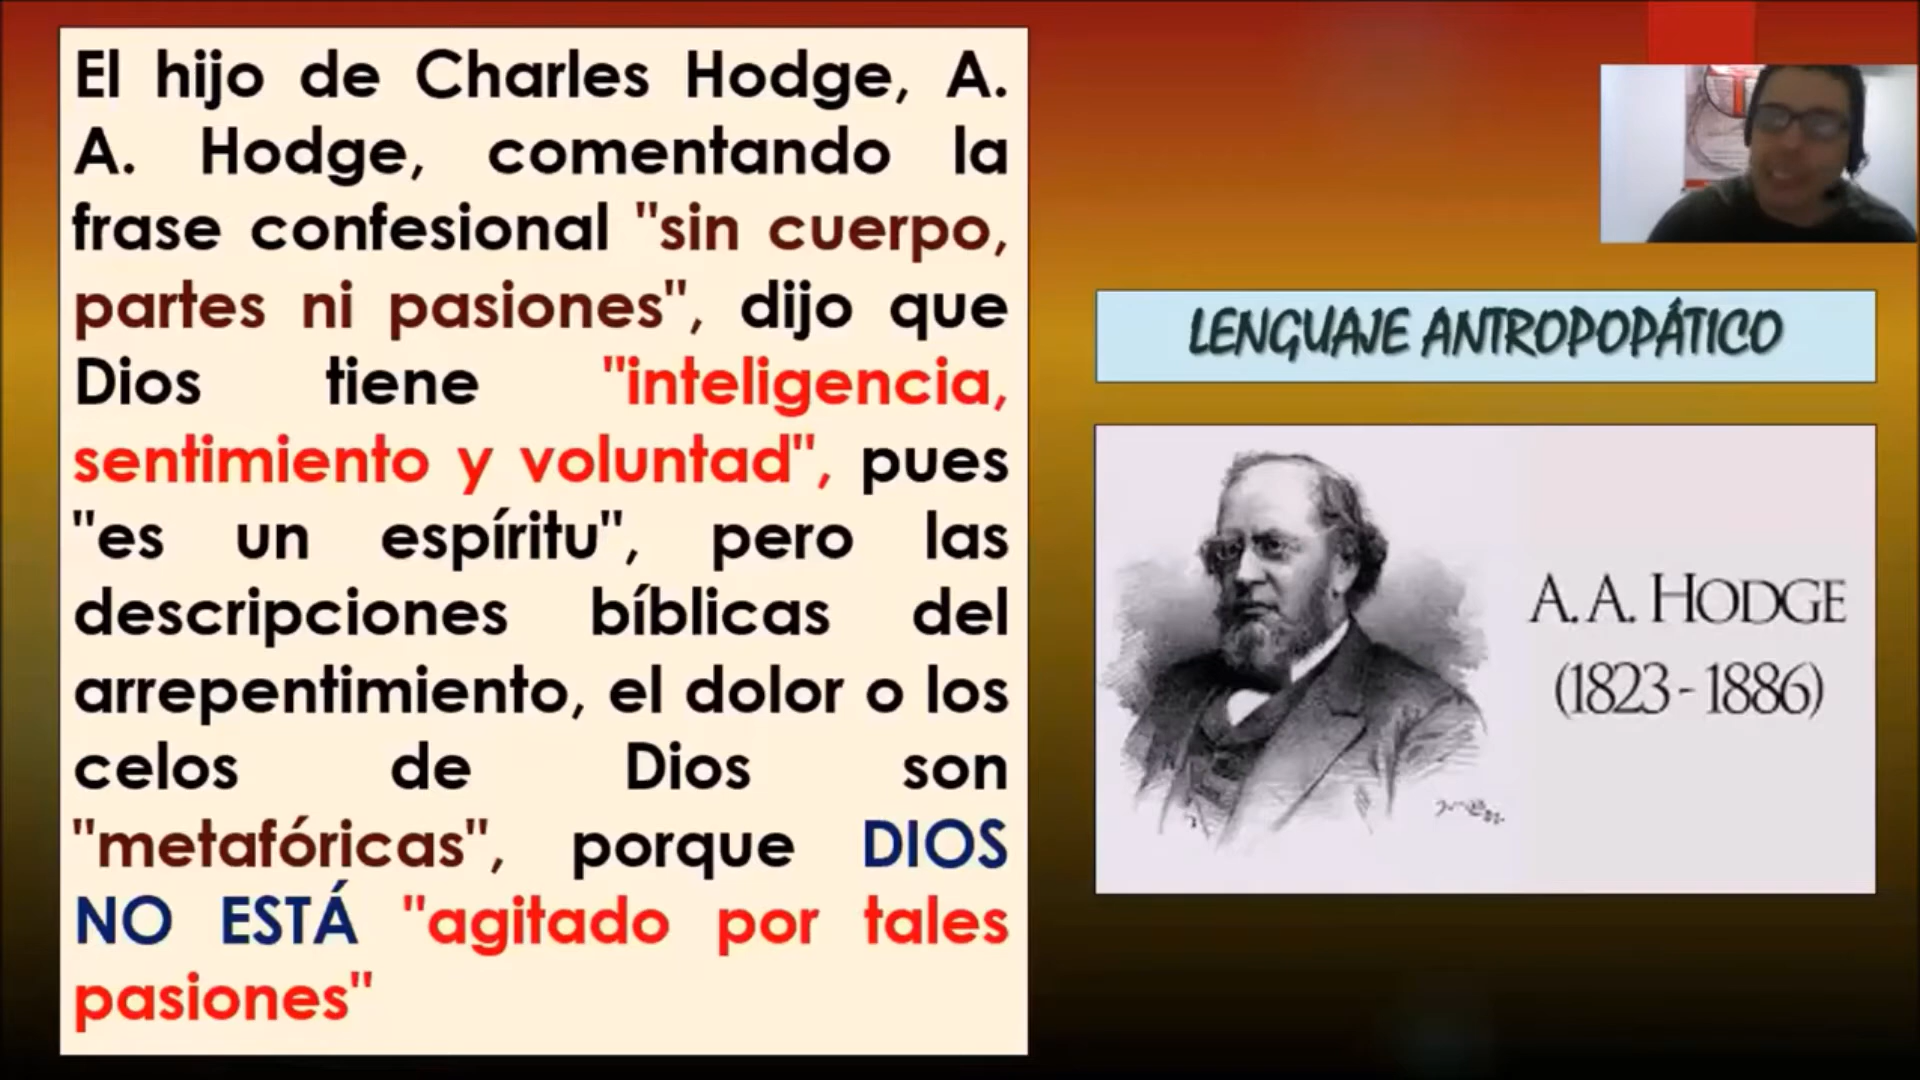 El hijo de Charles Hodge, A.
A. Hodge, comentando la
frase confesional "sin cuerpo,
partes ni pasiones", dijo que
Dios tiene "inteligencia,
sentimiento y voluntad", pues
"es un espíritu", pero las
descripciones bíblicas del
arrepentimiento, el dolor o los
celos de Dios son
"metafóricas", porque DIOS
NO ESTÁ "agitado por tales
pasiones"
LENGUAJE ANTROPOPÁTICO
A. A. HODGE
(1823 - 1886)